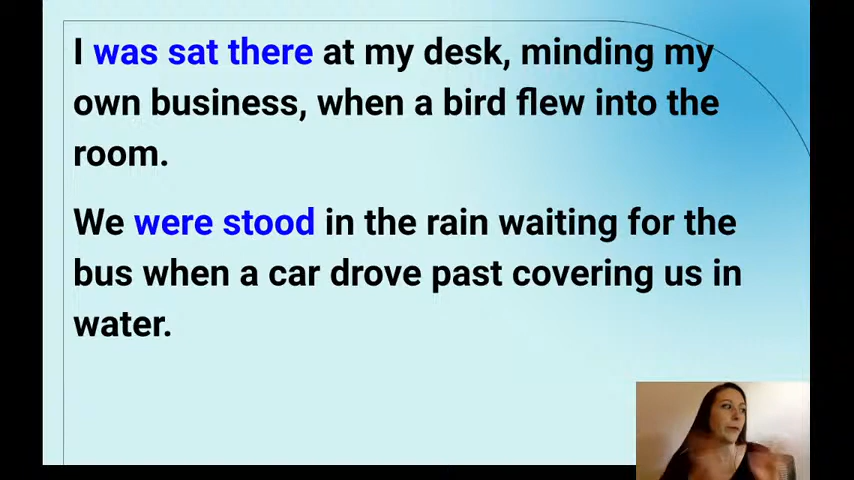 I was sat there at my desk, minding my
own business, when a bird flew into the
room.
We were stood in the rain waiting for the
bus when a car drove past covering us in
water.